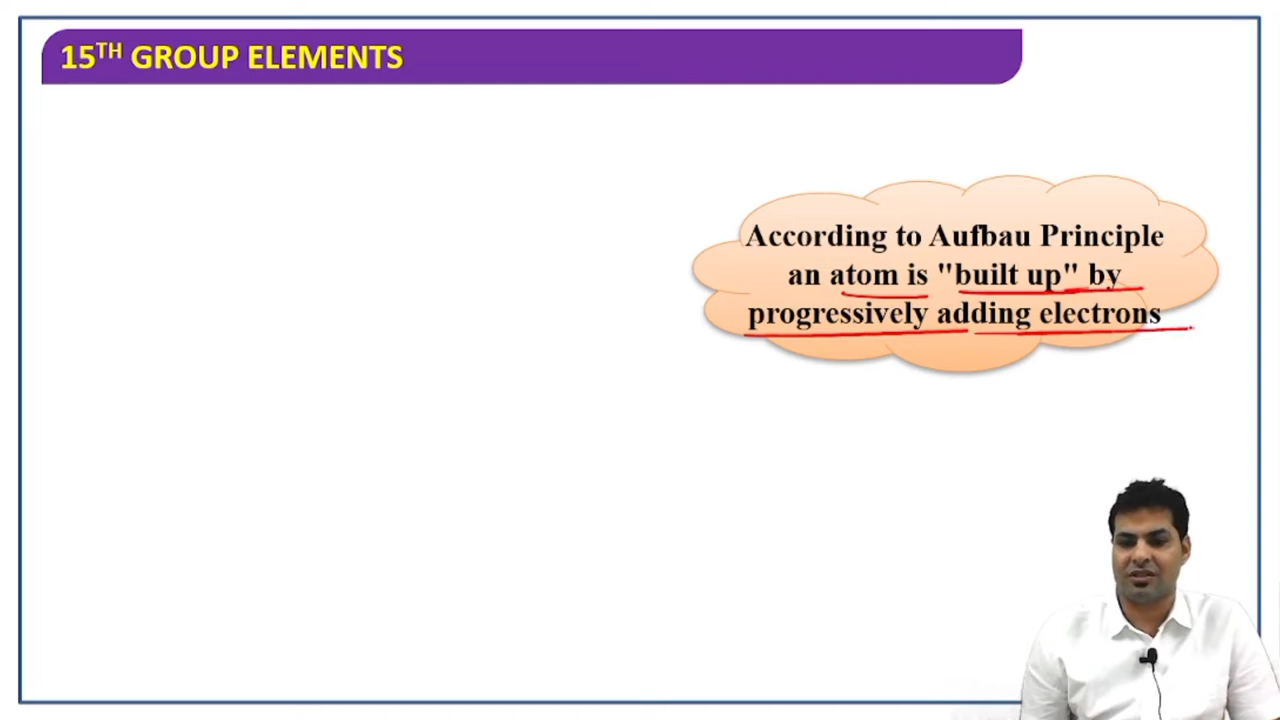 15TH GROUP ELEMENTS
According to Aufbau Principle
an atom is "built up" by
progressively adding electrons